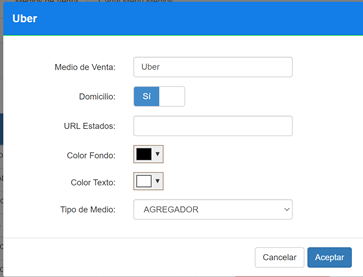 Uber
Medio de Venta: Uber
Domicilio: Sí
URL Estados:
Color Fondo:
Color Texto:
Tipo de Medio: AGREGADOR
Cancelar Aceptar